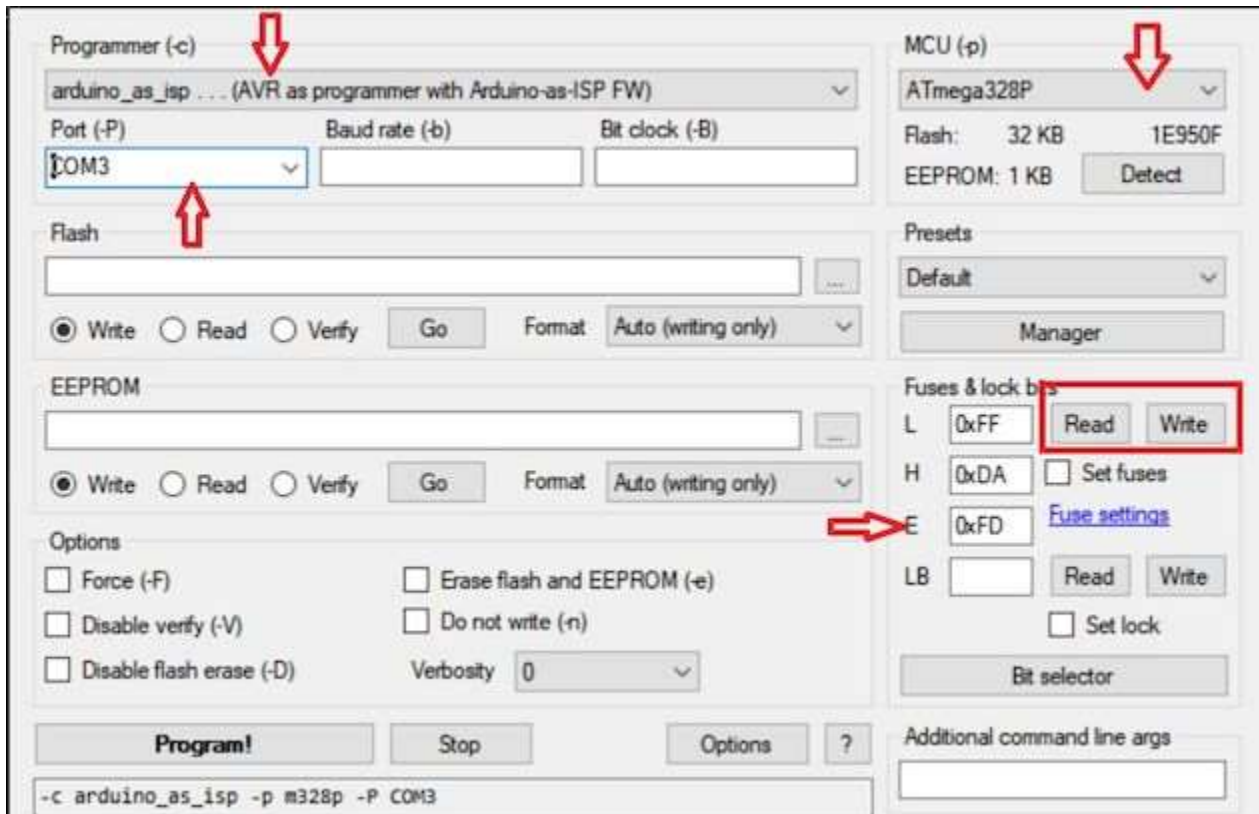 Programmer (-c)
arduino_as_isp . . . (AVR as programmer with Arduino-as-ISP FW)
Port (-P) Baud rate (-b) Bit clock (-B)
COM3
MCU (-p)
ATmega328P
Flash: 32 KB 1E950F
EEPROM: 1 KB Detect
Flash
...
Write Read Verify Go Format Auto (writing only)
Presets
Default
Manager
EEPROM
...
Write Read Verify Go Format Auto (writing only)
Fuses & lock bits
L 0xFF Read Write
H 0xDA Set fuses
E 0xFD Fuse settings
LB Read Write
Set lock
Bit selector
Options
Force (-F) Erase flash and EEPROM (-e)
Disable verify (-V) Do not write (-n)
Disable flash erase (-D) Verbosity 0
Program! Stop Options ?
-c arduino_as_isp -p m328p -P COM3
Additional command line args